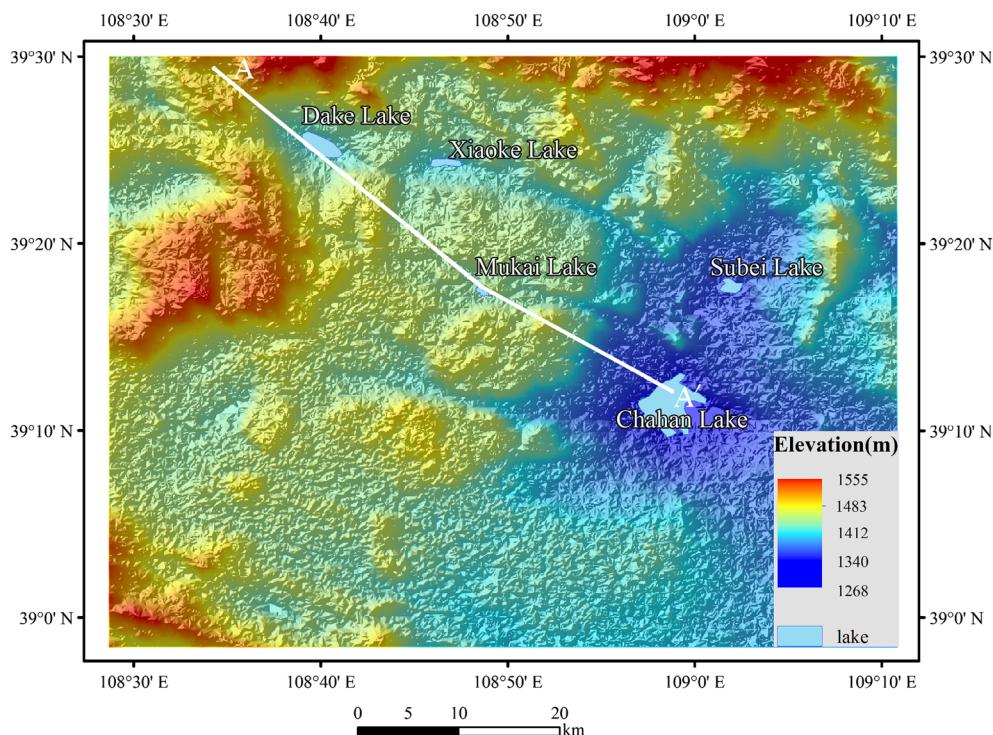 108°30' E 108°40' E 108°50' E 109°0' E 109°10' E
39°30' N 39°30' N
A
Dake Lake
Xiaoke Lake
39°20' N 39°20' N
Mukai Lake Subei Lake
A´
Chahan Lake
39°10' N 39°10' N
Elevation(m)
1555
1483
1412
1340
1268
39°0' N 39°0' N
lake
108°30' E 108°40' E 108°50' E 109°0' E 109°10' E
0 5 10 20
km